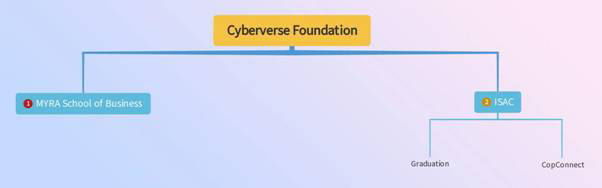 Cyberverse Foundation
1 MYRA School of Business
2 ISAC
Graduation
CopConnect